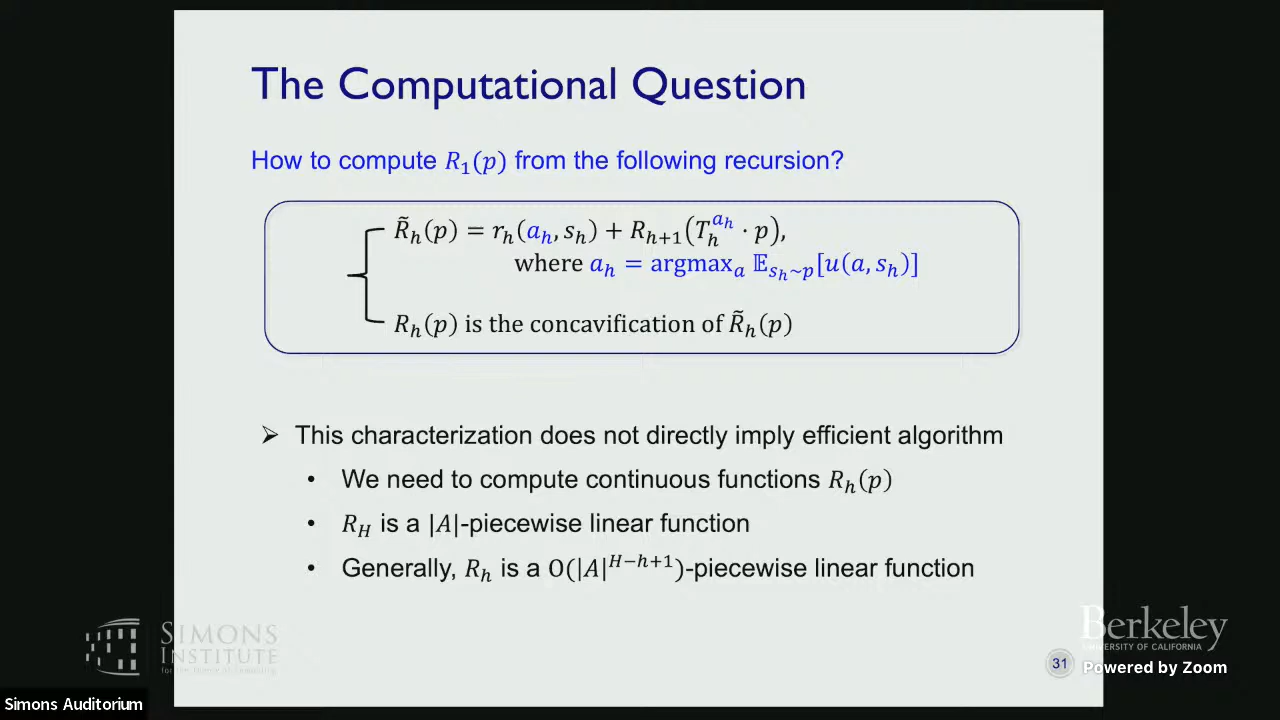 The Computational Question
How to compute R₁(p) from the following recursion?
R̃ₕ(p) = rₕ(aₕ, sₕ) + Rₕ₊₁(Tₕ^{aₕ} · p),
where aₕ = argmaxₐ 𝔼_{sₕ~p}[u(a, sₕ)]
Rₕ(p) is the concavification of R̃ₕ(p)
➢ This characterization does not directly imply efficient algorithm
• We need to compute continuous functions Rₕ(p)
• R_H is a |A|-piecewise linear function
• Generally, Rₕ is a O(|A|^{H−h+1})-piecewise linear function
SIMONS
INSTITUTE
Berkeley
UNIVERSITY OF CALIFORNIA
31
Powered by Zoom
Simons Auditorium